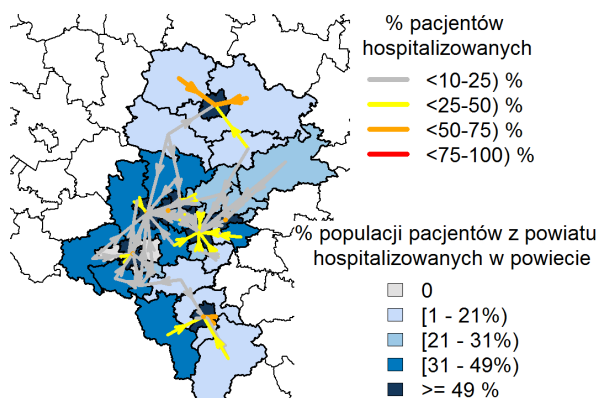 % pacjentów
hospitalizowanych
<10-25) %
<25-50) %
<50-75) %
<75-100) %
% populacji pacjentów z powiatu
hospitalizowanych w powiecie
0
[1 - 21%)
[21 - 31%)
[31 - 49%)
>= 49 %